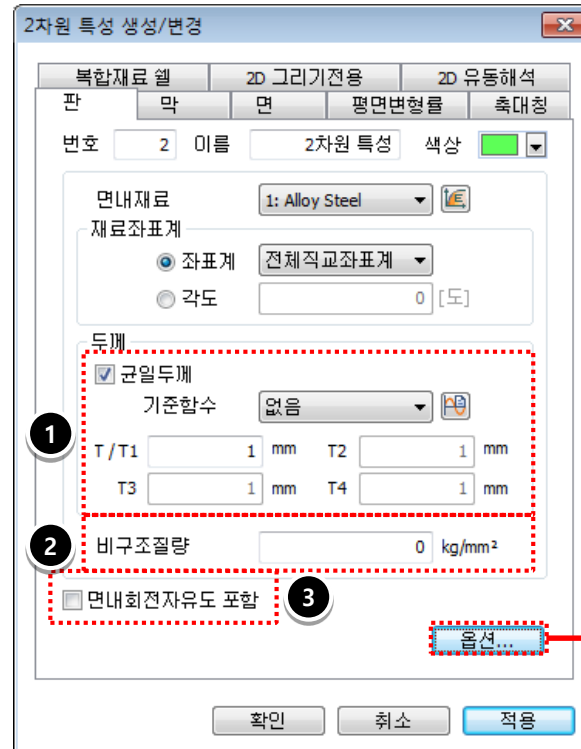 2차원 특성 생성/변경
복합재료 쉘 2D 그리기전용 2D 유동해석
판 막 면 평면변형률 축대칭
번호 2 이름 2차원 특성 색상
면내재료 1: Alloy Steel
재료좌표계
좌표계 전체직교좌표계
각도 0 [도]
두께
균일두께
기준함수 없음
1
T / T1 1 mm T2 1 mm
T3 1 mm T4 1 mm
2 비구조질량 0 kg/mm²
면내회전자유도 포함 3
옵션...
확인 취소 적용